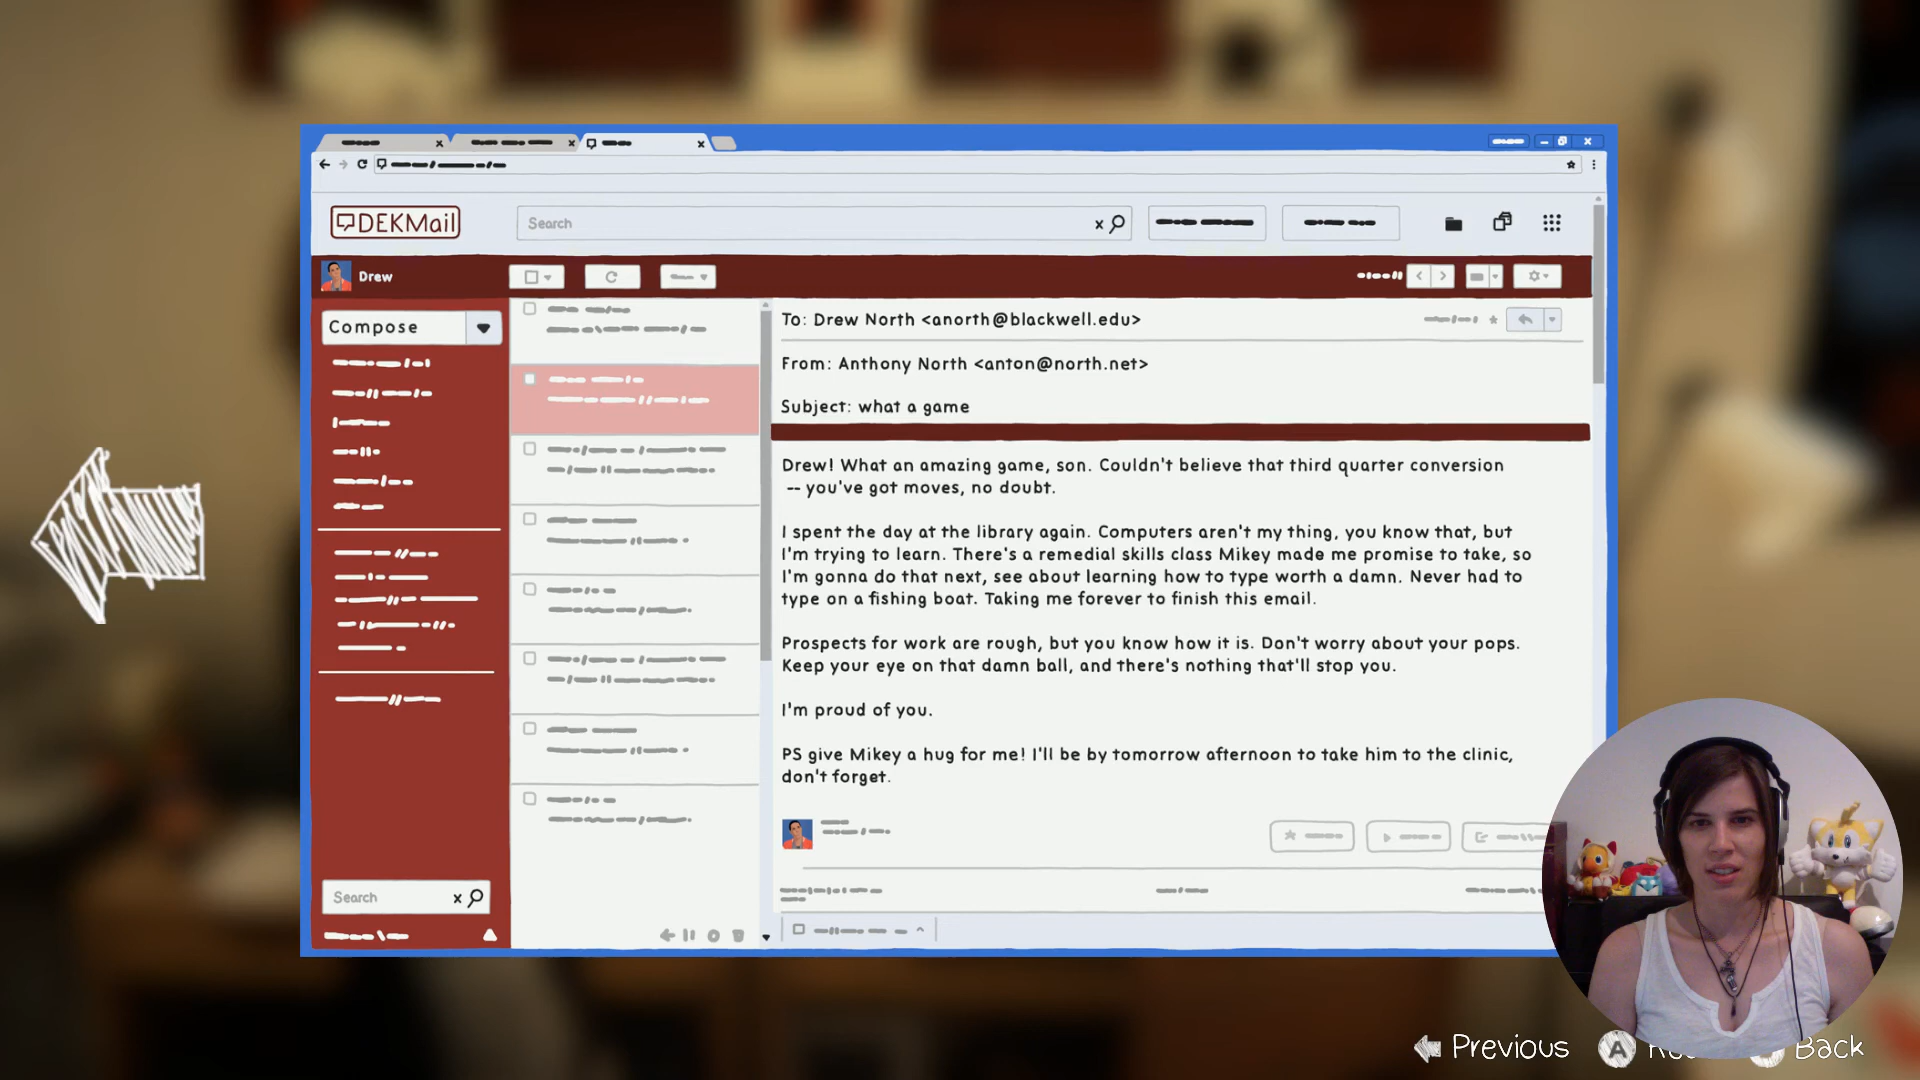 DEKMail
Search
Drew
Compose
To: Drew North <anorth@blackwell.edu>
From: Anthony North <anton@north.net>
Subject: what a game
Drew! What an amazing game, son. Couldn't believe that third quarter conversion
-- you've got moves, no doubt.
I spent the day at the library again. Computers aren't my thing, you know that, but
I'm trying to learn. There's a remedial skills class Mikey made me promise to take, so
I'm gonna do that next, see about learning how to type worth a damn. Never had to
type on a fishing boat. Taking me forever to finish this email.
Prospects for work are rough, but you know how it is. Don't worry about your pops.
Keep your eye on that damn ball, and there's nothing that'll stop you.
I'm proud of you.
PS give Mikey a hug for me! I'll be by tomorrow afternoon to take him to the clinic,
don't forget.
Search
Previous
A
Back